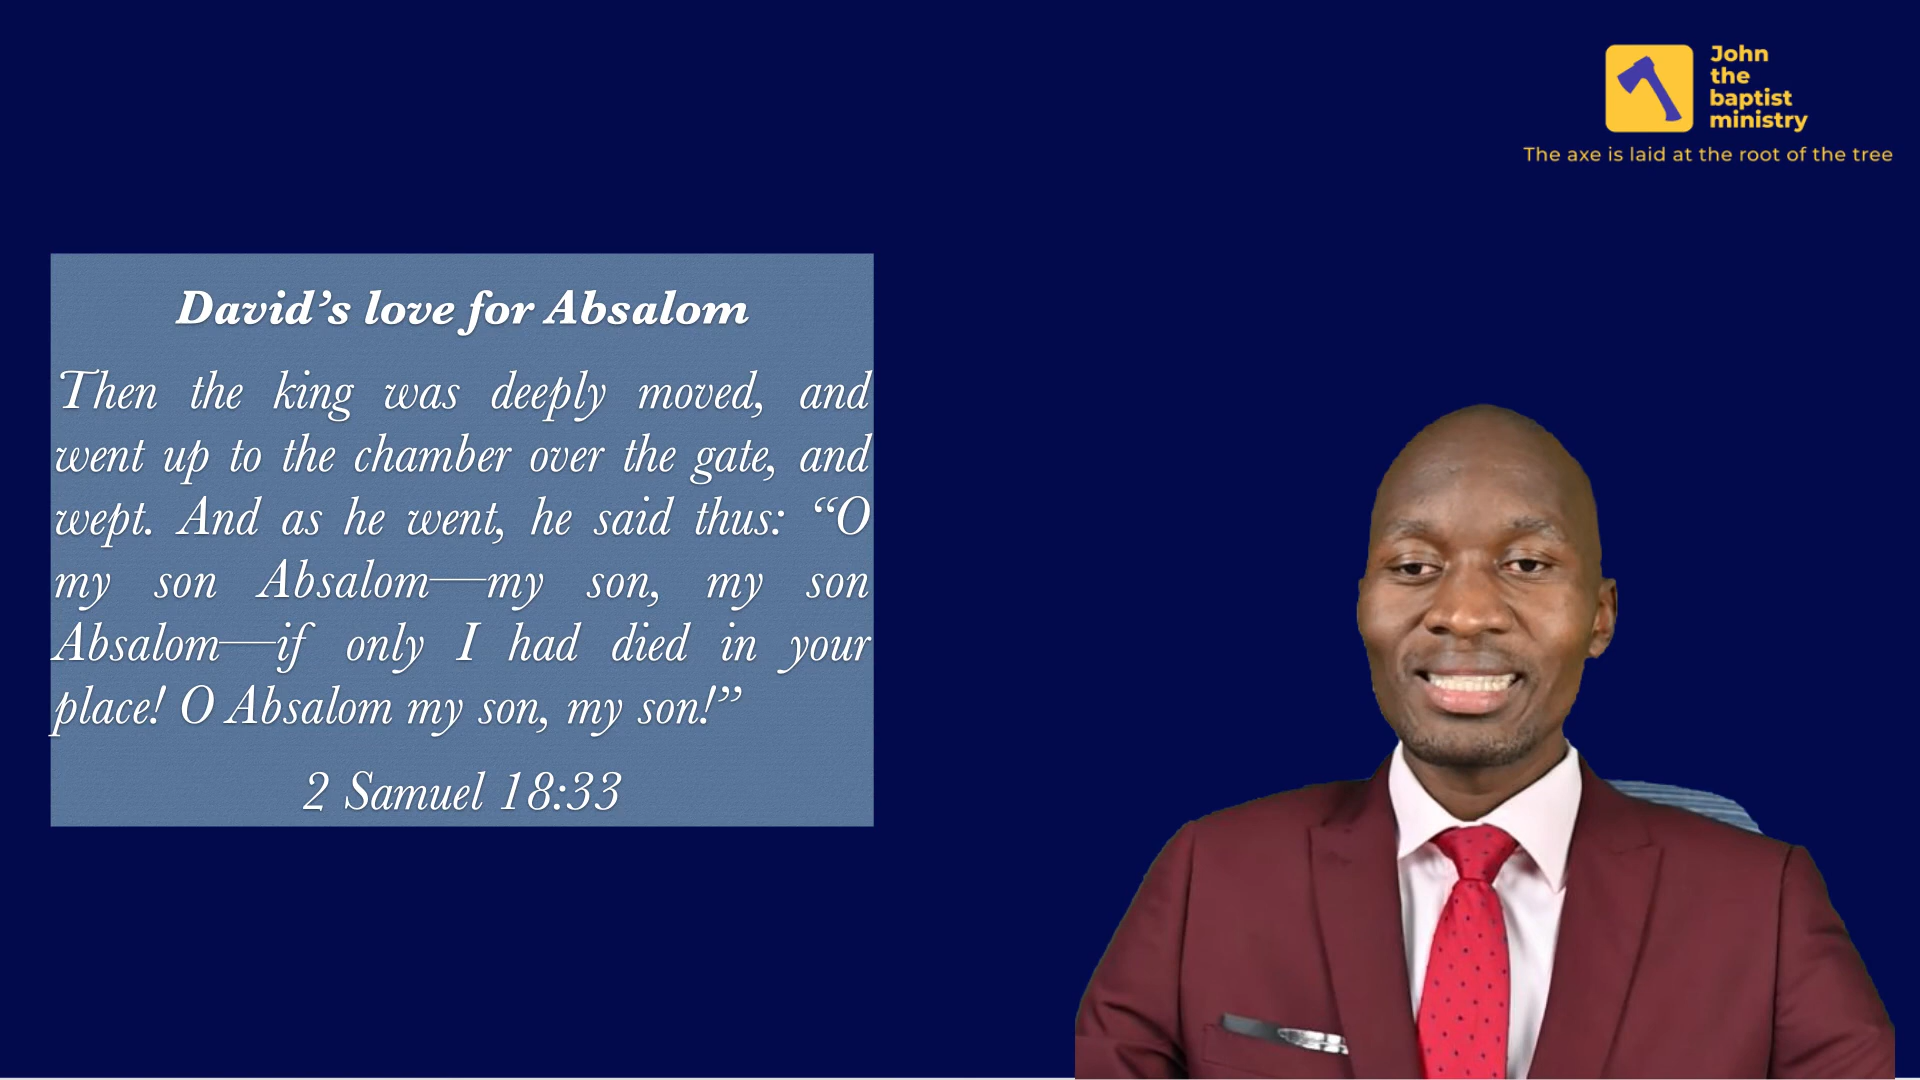 John
the
baptist
ministry
The axe is laid at the root of the tree
David’s love for Absalom
Then the king was deeply moved, and
went up to the chamber over the gate, and
wept. And as he went, he said thus: “O
my son Absalom—my son, my son
Absalom—if only I had died in your
place! O Absalom my son, my son!”
2 Samuel 18:33